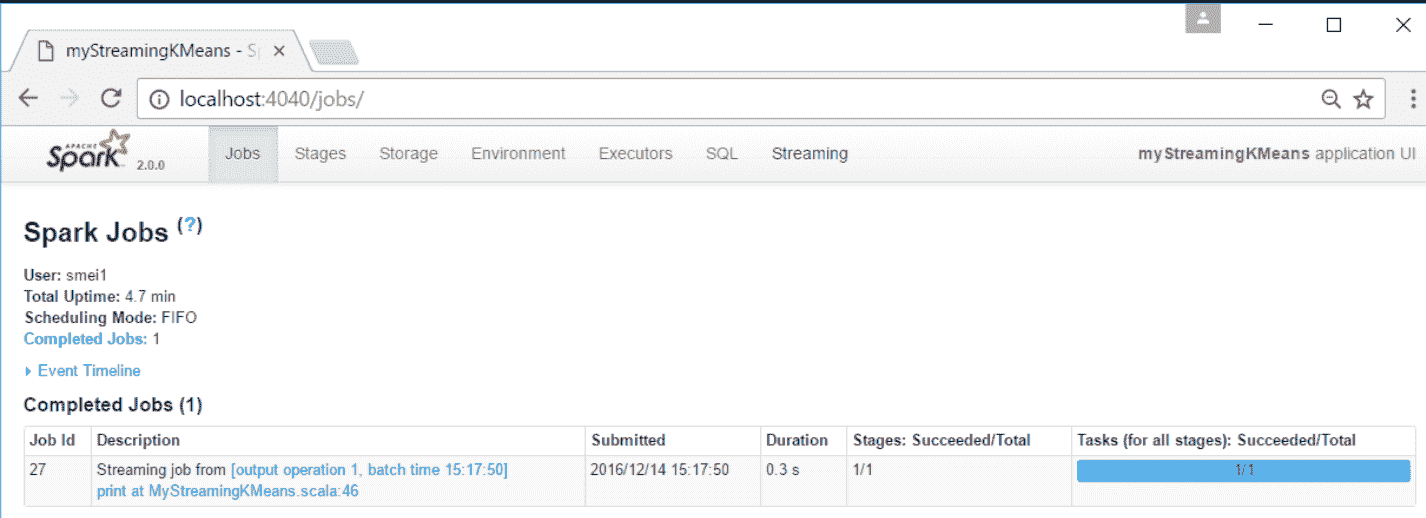 myStreamingKMeans - Sp
localhost:4040/jobs/
APACHE Spark 2.0.0 Jobs Stages Storage Environment Executors SQL Streaming myStreamingKMeans application UI
Spark Jobs (?)
User: smei1
Total Uptime: 4.7 min
Scheduling Mode: FIFO
Completed Jobs: 1
Event Timeline
Completed Jobs (1)
Job Id Description Submitted Duration Stages: Succeeded/Total Tasks (for all stages): Succeeded/Total
27 Streaming job from [output operation 1, batch time 15:17:50] 2016/12/14 15:17:50 0.3 s 1/1 1/1
print at MyStreamingKMeans.scala:46